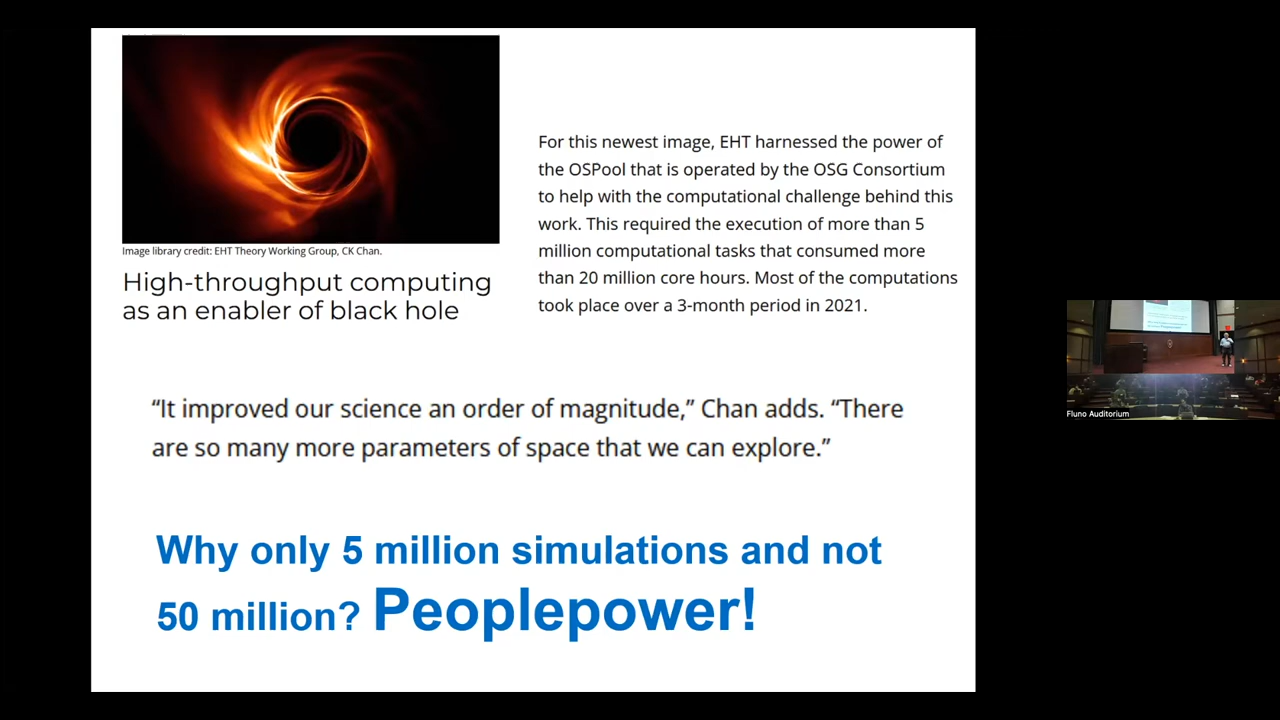 Image library credit: EHT Theory Working Group, CK Chan.
High-throughput computing
as an enabler of black hole
For this newest image, EHT harnessed the power of
the OSPool that is operated by the OSG Consortium
to help with the computational challenge behind this
work. This required the execution of more than 5
million computational tasks that consumed more
than 20 million core hours. Most of the computations
took place over a 3-month period in 2021.
“It improved our science an order of magnitude,” Chan adds. “There
are so many more parameters of space that we can explore.”
Why only 5 million simulations and not
50 million? Peoplepower!
Fluno Auditorium